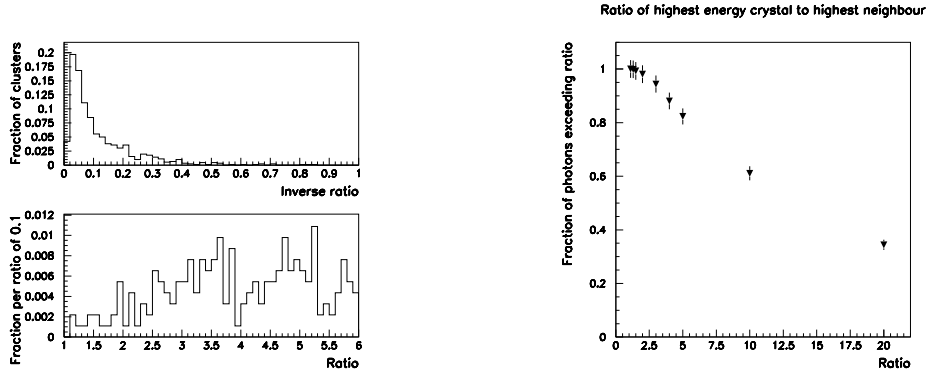 Ratio of highest energy crystal to highest neighbour
Fraction of clusters
0.2
0.175
0.15
0.125
0.1
0.075
0.05
0.025
0
0 0.1 0.2 0.3 0.4 0.5 0.6 0.7 0.8 0.9 1
Inverse ratio
Fraction per ratio of 0.1
0.012
0.01
0.008
0.006
0.004
0.002
0
1 1.5 2 2.5 3 3.5 4 4.5 5 5.5 6
Ratio
Fraction of photons exceeding ratio
1
0.8
0.6
0.4
0.2
0
0 2.5 5 7.5 10 12.5 15 17.5 20
Ratio